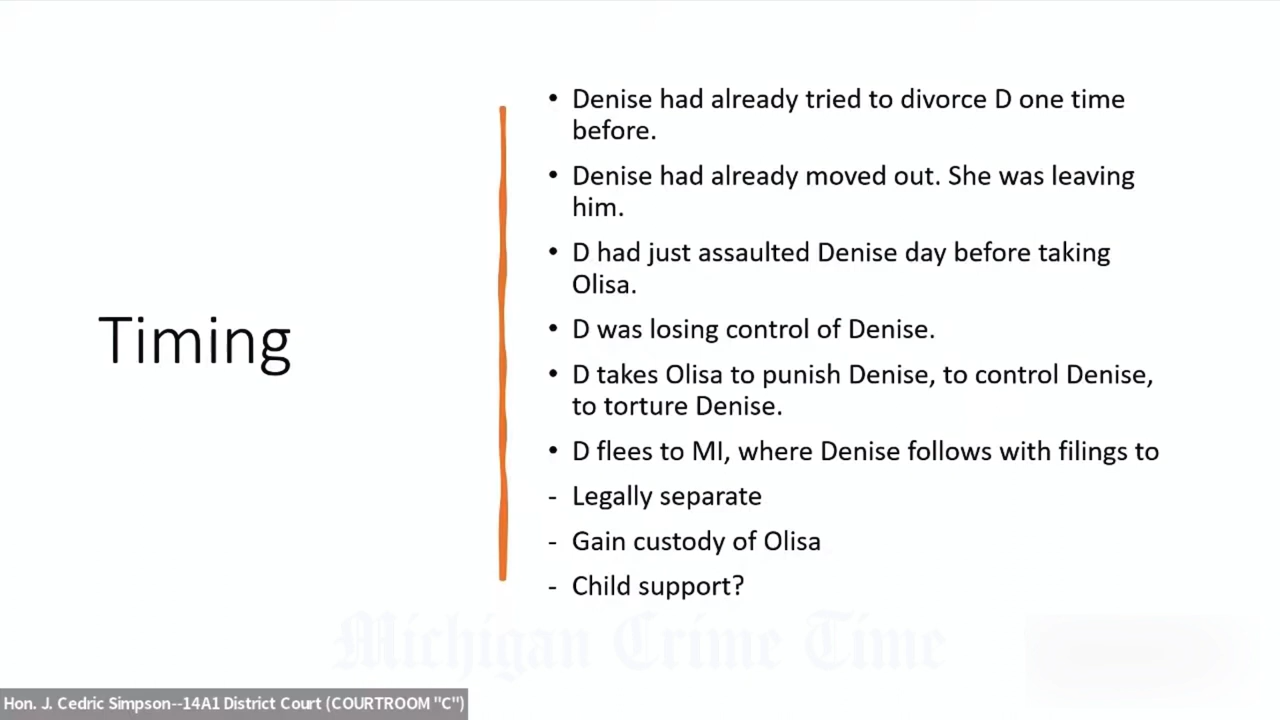 Timing
• Denise had already tried to divorce D one time
before.
• Denise had already moved out. She was leaving
him.
• D had just assaulted Denise day before taking
Olisa.
• D was losing control of Denise.
• D takes Olisa to punish Denise, to control Denise,
to torture Denise.
• D flees to MI, where Denise follows with filings to
- Legally separate
- Gain custody of Olisa
- Child support?
Michigan Crime Time
Hon. J. Cedric Simpson--14A1 District Court (COURTROOM "C")